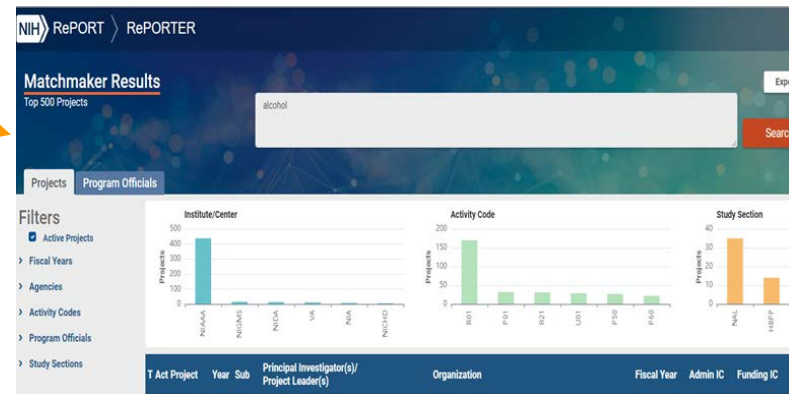 NIH RePORT RePORTER
Matchmaker Results
Top 500 Projects
alcohol
Expo
Search
Projects Program Officials
Filters
Active Projects
Fiscal Years
Agencies
Activity Codes
Program Officials
Study Sections
Institute/Center
500
400
300
200
100
0
Projects
NIAAA
NIGMS
NIDA
VA
NIA
NICHD
Activity Code
200
150
100
50
0
Projects
R01
P01
R21
U01
P50
P60
Study Section
40
30
20
10
0
Projects
NAL
HBPP
T Act Project Year Sub Principal Investigator(s)/
Project Leader(s) Organization Fiscal Year Admin IC Funding IC